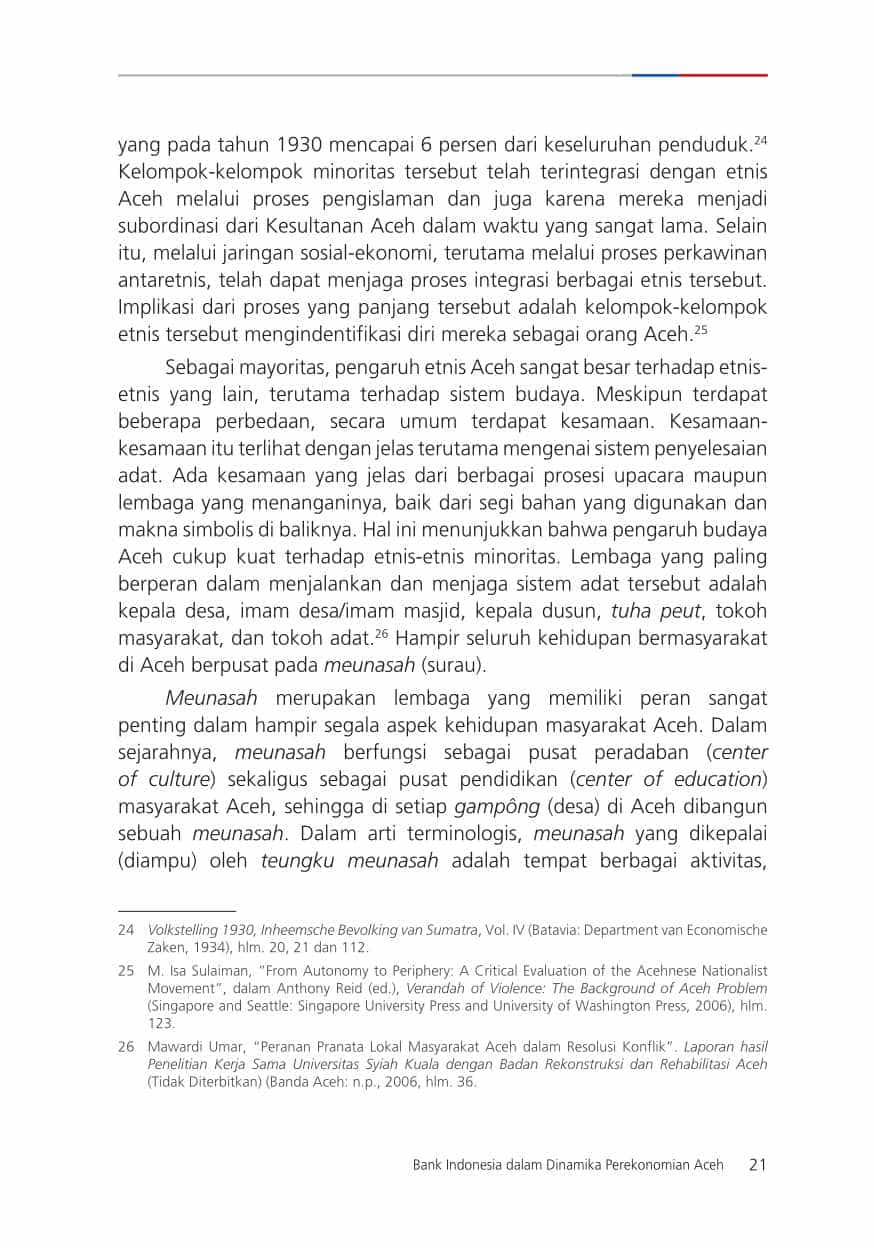 yang pada tahun 1930 mencapai 6 persen dari keseluruhan penduduk.24
Kelompok-kelompok minoritas tersebut telah terintegrasi dengan etnis
Aceh melalui proses pengislaman dan juga karena mereka menjadi
subordinasi dari Kesultanan Aceh dalam waktu yang sangat lama. Selain
itu, melalui jaringan sosial-ekonomi, terutama melalui proses perkawinan
antaretnis, telah dapat menjaga proses integrasi berbagai etnis tersebut.
Implikasi dari proses yang panjang tersebut adalah kelompok-kelompok
etnis tersebut mengindentifikasi diri mereka sebagai orang Aceh.25
Sebagai mayoritas, pengaruh etnis Aceh sangat besar terhadap etnis-
etnis yang lain, terutama terhadap sistem budaya. Meskipun terdapat
beberapa perbedaan, secara umum terdapat kesamaan. Kesamaan-
kesamaan itu terlihat dengan jelas terutama mengenai sistem penyelesaian
adat. Ada kesamaan yang jelas dari berbagai prosesi upacara maupun
lembaga yang menanganinya, baik dari segi bahan yang digunakan dan
makna simbolis di baliknya. Hal ini menunjukkan bahwa pengaruh budaya
Aceh cukup kuat terhadap etnis-etnis minoritas. Lembaga yang paling
berperan dalam menjalankan dan menjaga sistem adat tersebut adalah
kepala desa, imam desa/imam masjid, kepala dusun, tuha peut, tokoh
masyarakat, dan tokoh adat.26 Hampir seluruh kehidupan bermasyarakat
di Aceh berpusat pada meunasah (surau).
Meunasah merupakan lembaga yang memiliki peran sangat
penting dalam hampir segala aspek kehidupan masyarakat Aceh. Dalam
sejarahnya, meunasah berfungsi sebagai pusat peradaban (center
of culture) sekaligus sebagai pusat pendidikan (center of education)
masyarakat Aceh, sehingga di setiap gampông (desa) di Aceh dibangun
sebuah meunasah. Dalam arti terminologis, meunasah yang dikepalai
(diampu) oleh teungku meunasah adalah tempat berbagai aktivitas,
24 Volkstelling 1930, Inheemsche Bevolking van Sumatra, Vol. IV (Batavia: Department van Economische
Zaken, 1934), hlm. 20, 21 dan 112.
25 M. Isa Sulaiman, “From Autonomy to Periphery: A Critical Evaluation of the Acehnese Nationalist
Movement”, dalam Anthony Reid (ed.), Verandah of Violence: The Background of Aceh Problem
(Singapore and Seattle: Singapore University Press and University of Washington Press, 2006), hlm.
123.
26 Mawardi Umar, “Peranan Pranata Lokal Masyarakat Aceh dalam Resolusi Konflik”. Laporan hasil
Penelitian Kerja Sama Universitas Syiah Kuala dengan Badan Rekonstruksi dan Rehabilitasi Aceh
(Tidak Diterbitkan) (Banda Aceh: n.p., 2006, hlm. 36.
Bank Indonesia dalam Dinamika Perekonomian Aceh 21